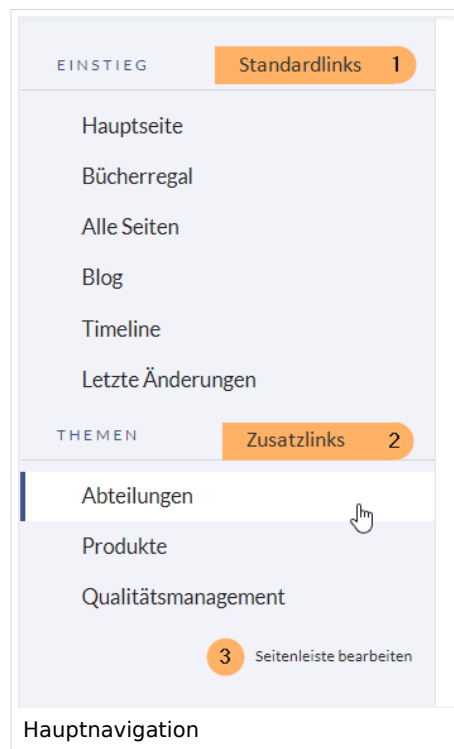 EINSTIEG Standardlinks 1
Hauptseite
Bücherregal
Alle Seiten
Blog
Timeline
Letzte Änderungen
THEMEN Zusatzlinks 2
Abteilungen
Produkte
Qualitätsmanagement
3 Seitenleiste bearbeiten
Hauptnavigation